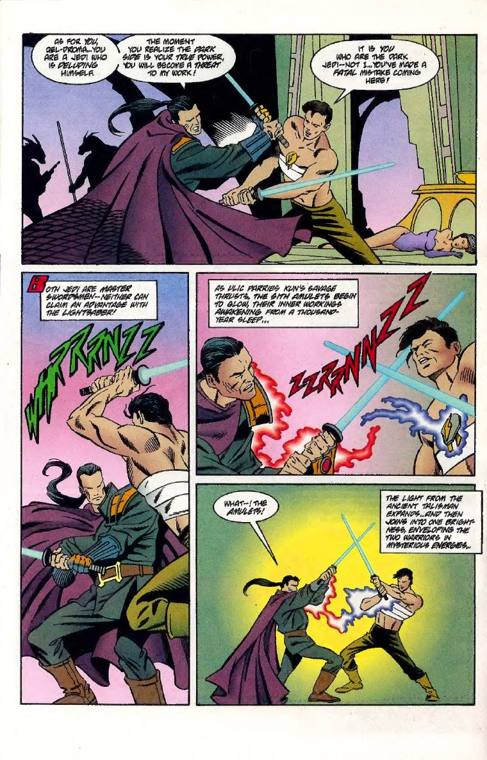 AS FOR YOU,
QEL-DROMA...YOU
ARE A JEDI WHO
IS DELUDING
HIMSELF.
THE MOMENT
YOU REALIZE THE DARK
SIDE IS YOUR TRUE POWER,
YOU WILL BECOME A THREAT
TO MY WORK!
IT IS YOU
WHO ARE THE DARK
JEDI--NOT I...YOU'VE MADE A
FATAL MISTAKE COMING
HERE!
BOTH JEDI ARE MASTER
SWORDSMEN--NEITHER CAN
CLAIM AN ADVANTAGE WITH
THE LIGHTSABER!
AS ULIC PARRIES KUN'S SAVAGE
THRUSTS, THE SITH AMULETS BEGIN
TO GLOW, THEIR INNER WORKINGS
AWAKENING FROM A THOUSAND-
YEAR SLEEP...
ZZRRNNZZZ
WHAT--! THE
AMULETS!
THE LIGHT FROM THE
ANCIENT TALISMAN
EXPANDS...AND THEN
JOINS INTO ONE BRIGHT-
NESS, ENVELOPING THE
TWO WARRIORS IN
MYSTERIOUS ENERGIES...